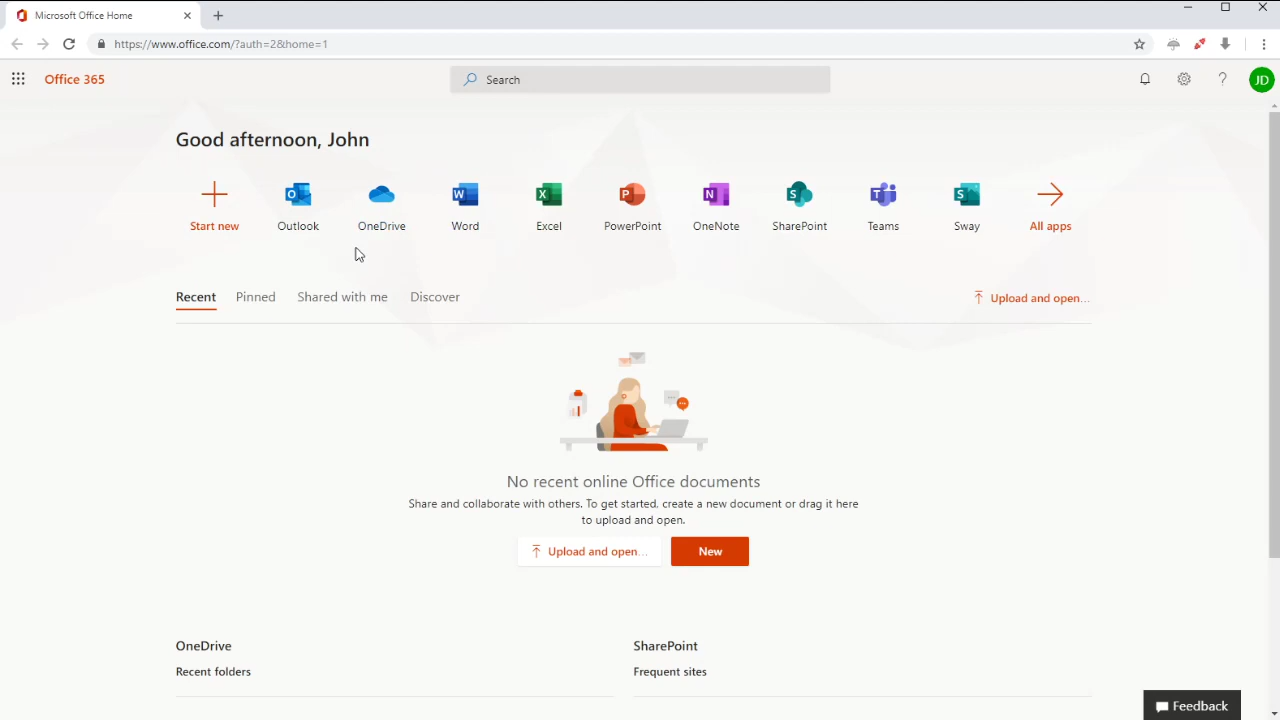 Microsoft Office Home
https://www.office.com/?auth=2&home=1
Office 365
Search
JD
Good afternoon, John
Start new
Outlook
OneDrive
Word
Excel
PowerPoint
OneNote
SharePoint
Teams
Sway
All apps
Recent
Pinned
Shared with me
Discover
Upload and open...
No recent online Office documents
Share and collaborate with others. To get started, create a new document or drag it here
to upload and open.
Upload and open...
New
OneDrive
SharePoint
Recent folders
Frequent sites
Feedback